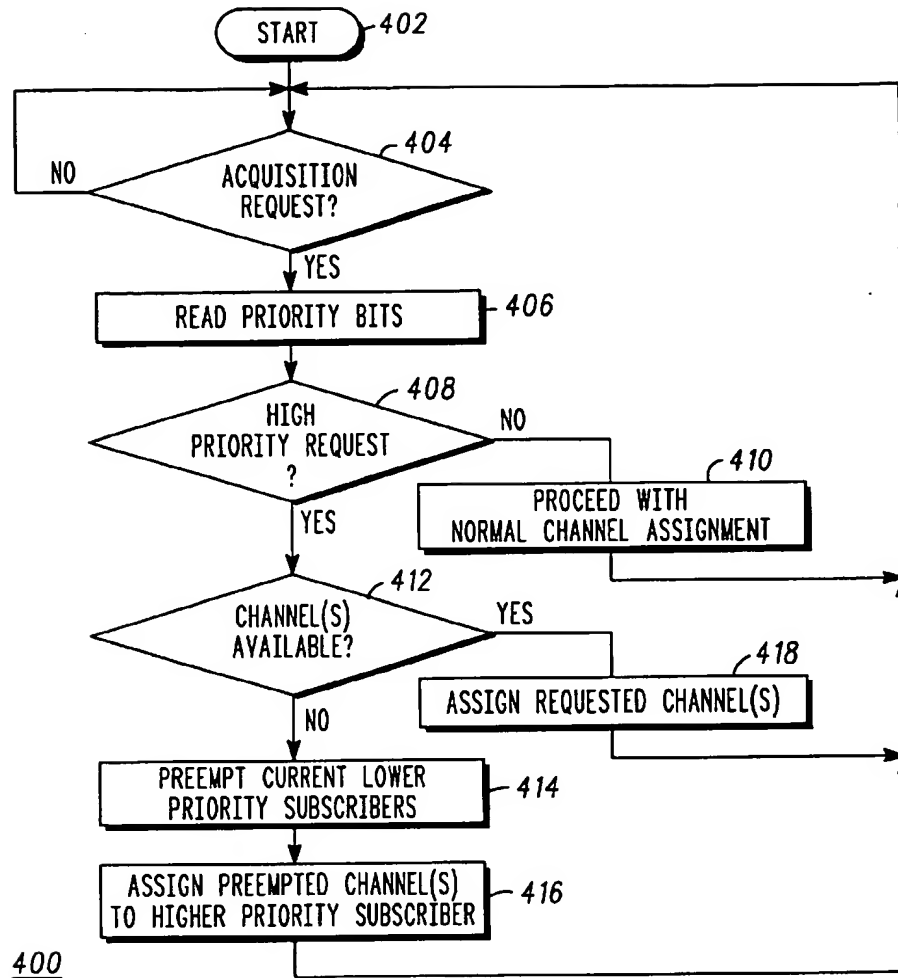 START
402
404
NO
ACQUISITION
REQUEST?
YES
READ PRIORITY BITS
406
408
HIGH
PRIORITY REQUEST
?
NO
410
PROCEED WITH
NORMAL CHANNEL ASSIGNMENT
YES
412
CHANNEL(S)
AVAILABLE?
YES
418
ASSIGN REQUESTED CHANNEL(S)
NO
PREEMPT CURRENT LOWER
PRIORITY SUBSCRIBERS
414
ASSIGN PREEMPTED CHANNEL(S)
TO HIGHER PRIORITY SUBSCRIBER
416
400